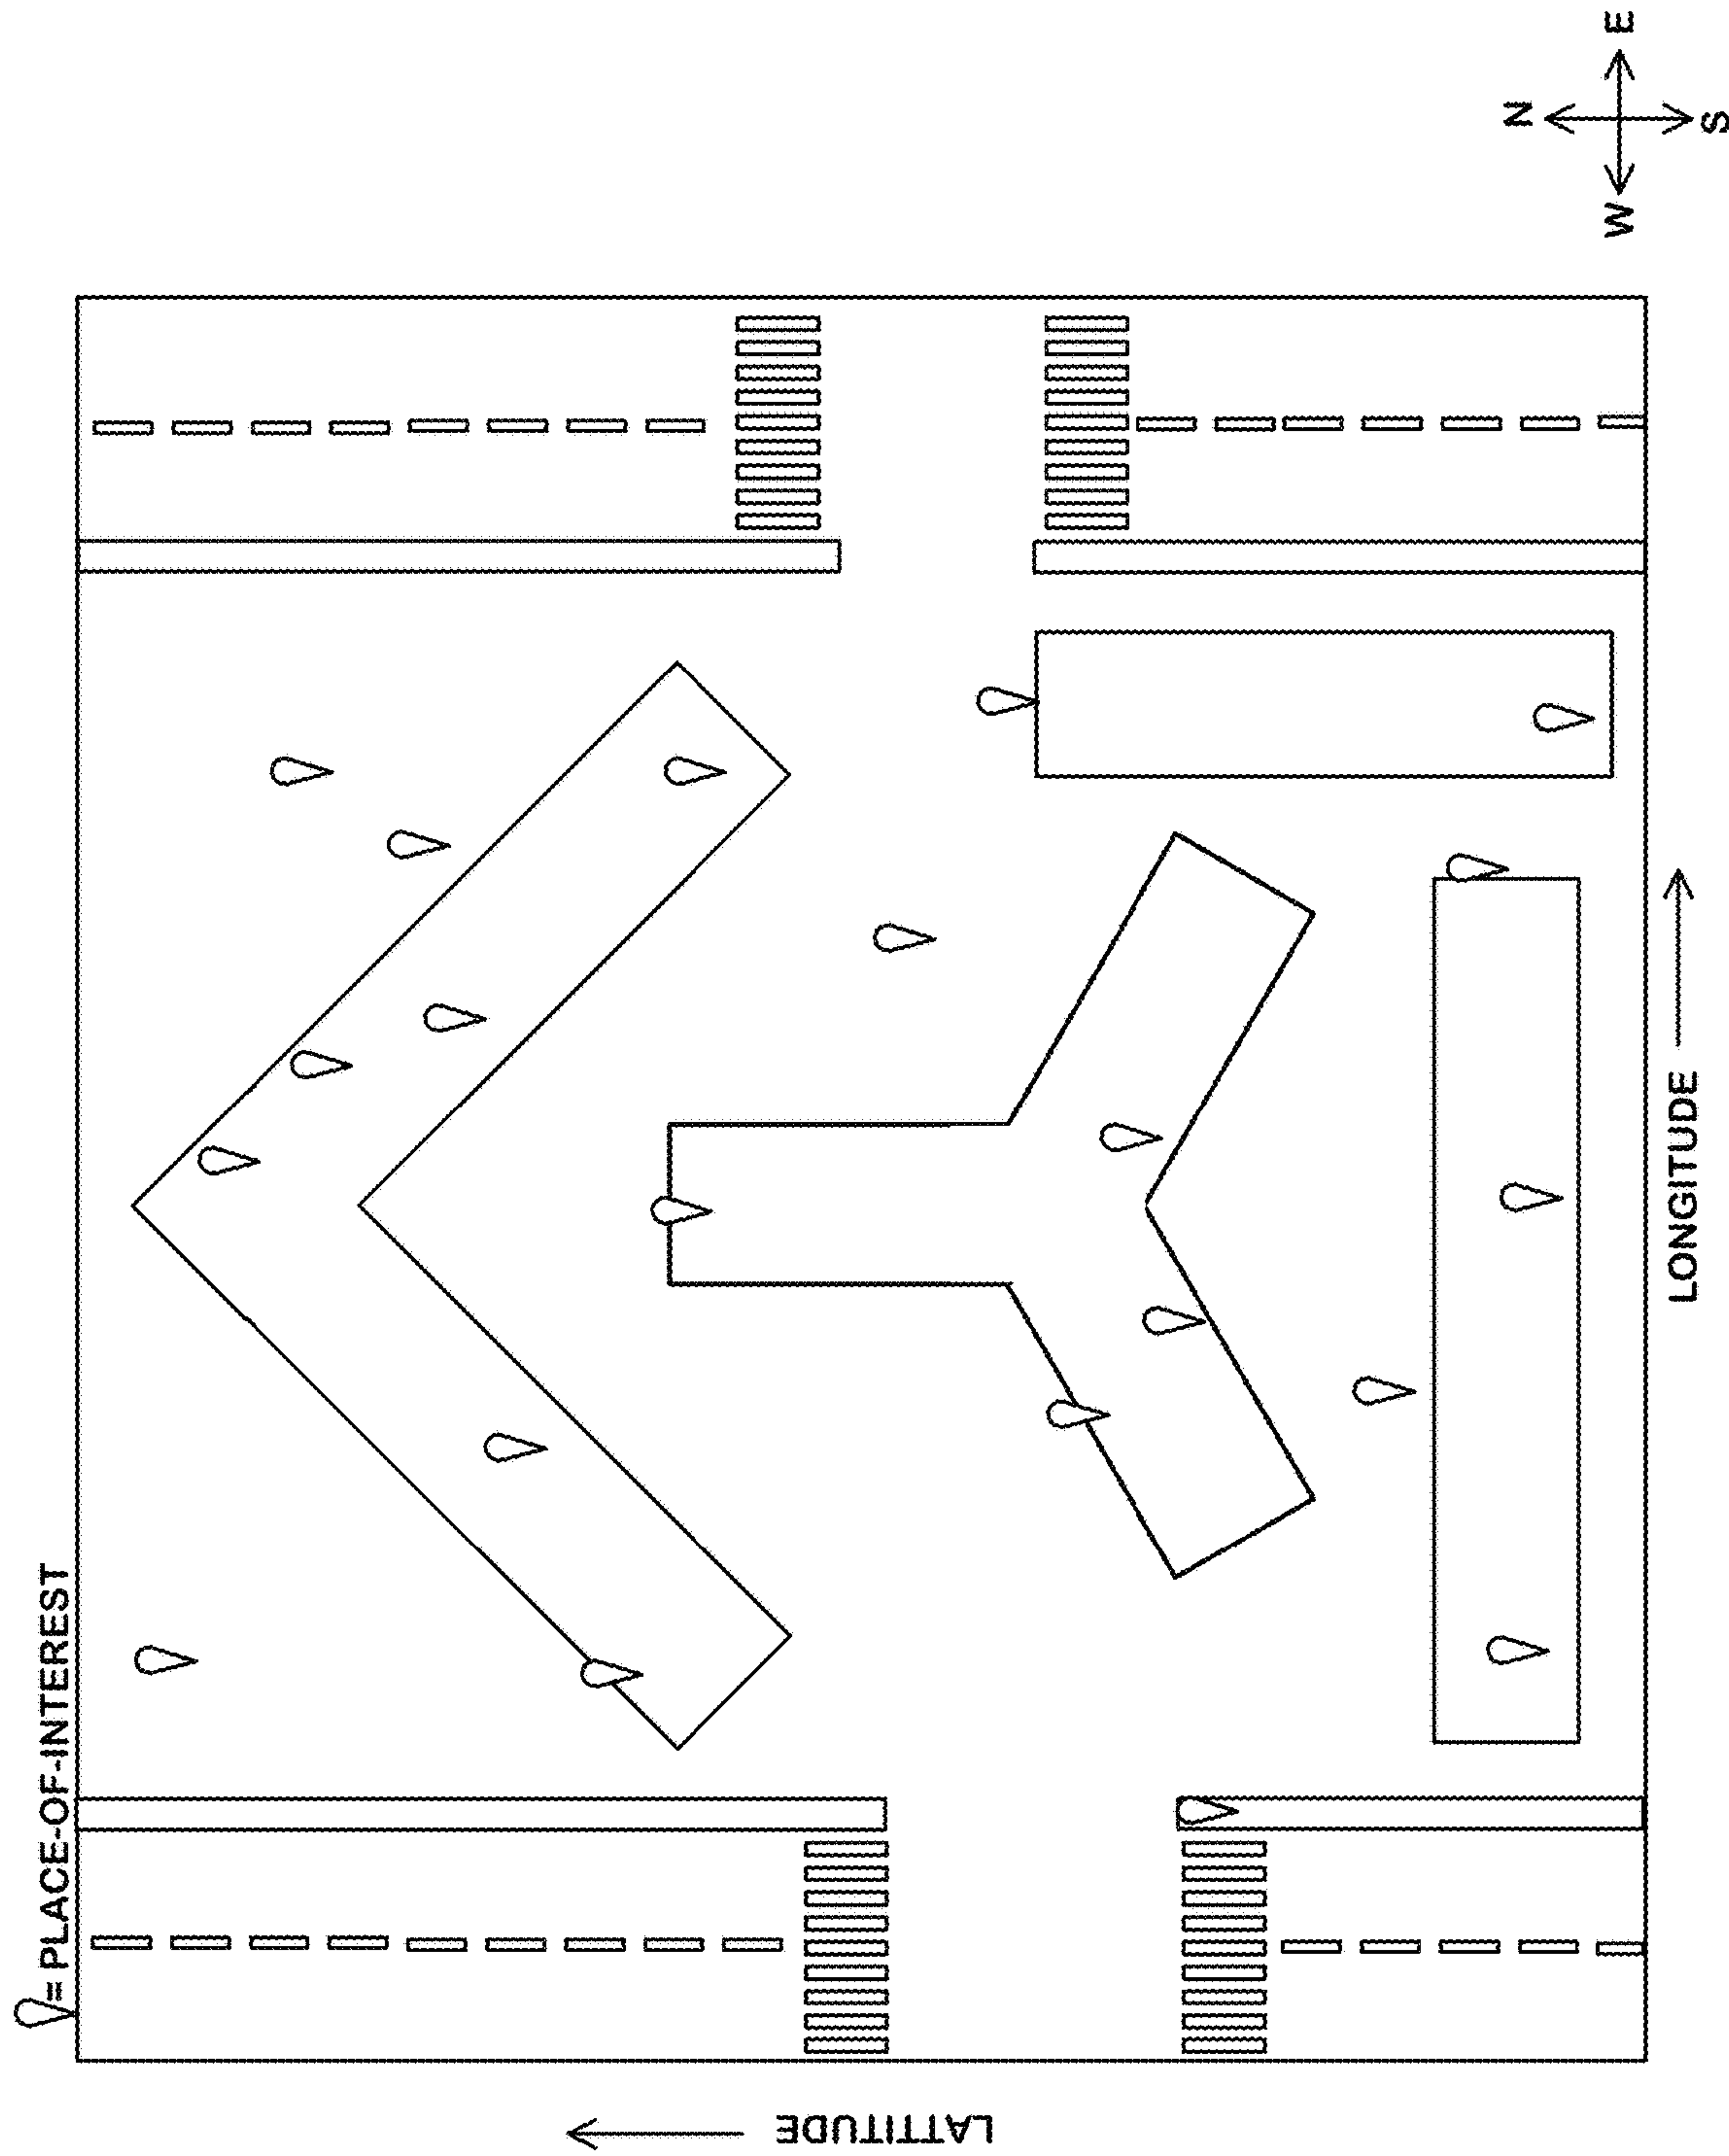 = PLACE-OF-INTEREST
LATTITUDE
LONGITUDE
N
W E
S